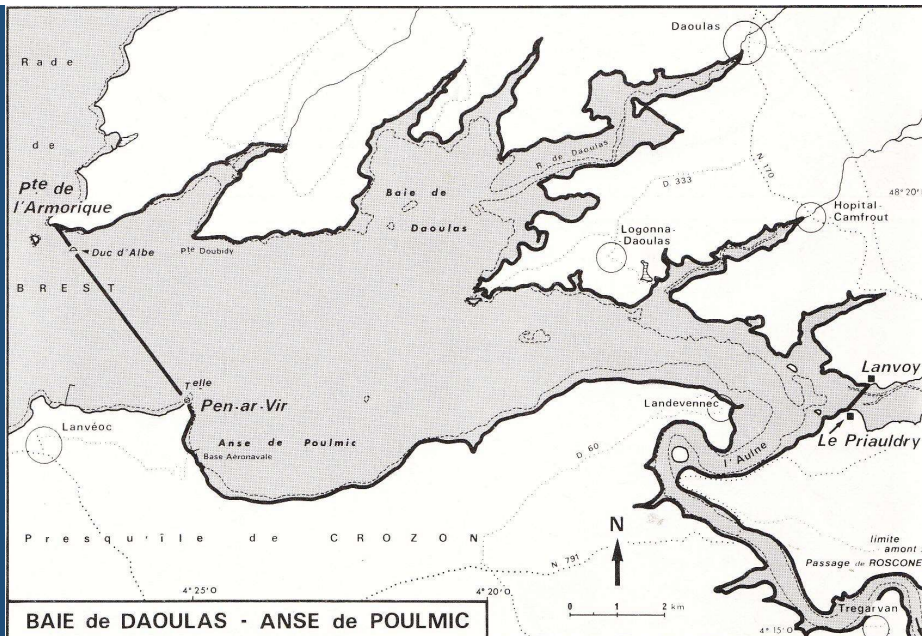 Daoulas
Rade
de
Pte de
l'Armorique
BREST
Duc d'Albe
Pte Doubidy
Baie de
Daoulas
R. de Daoulas
N 170
D. 333
48° 20'
Hopital-
Camfrout
Logonna-
Daoulas
Telle
Pen-ar-Vir
Lanvéoc
Anse de Poulmic
Base Aéronavale
Landevennec
Lanvoy
Le Priauldry
l'Aulne
D. 60
Presqu'île de CROZON
N
N 791
limite
amont
Passage de ROSCONE
4° 25'O
4° 20'O
0 1 2 km
Tregarvan
4° 15'O
BAIE de DAOULAS - ANSE de POULMIC